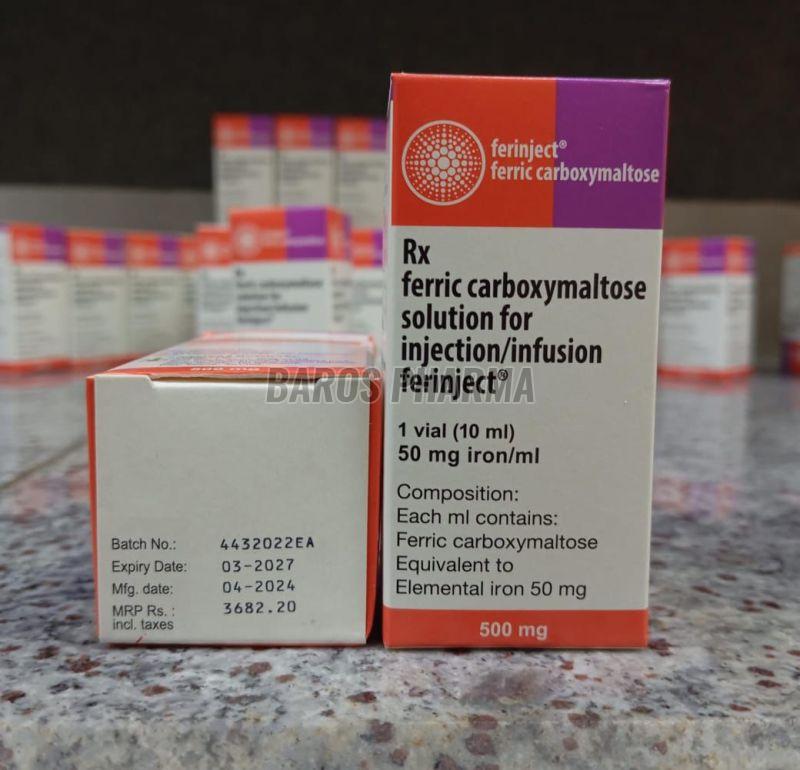 ferinject®
ferric carboxymaltose
Rx
ferric carboxymaltose
solution for
injection/infusion
ferinject®
1 vial (10 ml)
50 mg iron/ml
Composition:
Each ml contains:
Ferric carboxymaltose
Equivalent to
Elemental iron 50 mg
500 mg
500 mg
Batch No.: 4432022EA
Expiry Date: 03-2027
Mfg. date: 04-2024
MRP Rs. : 3682.20
incl. taxes
BAROS PHARMA